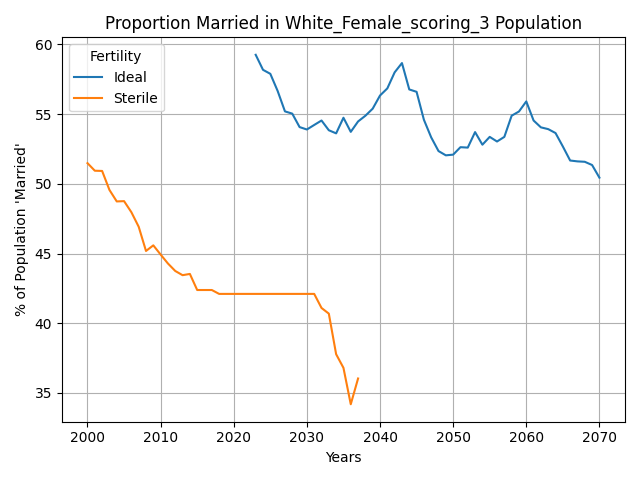 Proportion Married in White_Female_scoring_3 Population
% of Population 'Married'
60
55
50
45
40
35
Fertility
Ideal
Sterile
2000 2010 2020 2030 2040 2050 2060 2070
Years